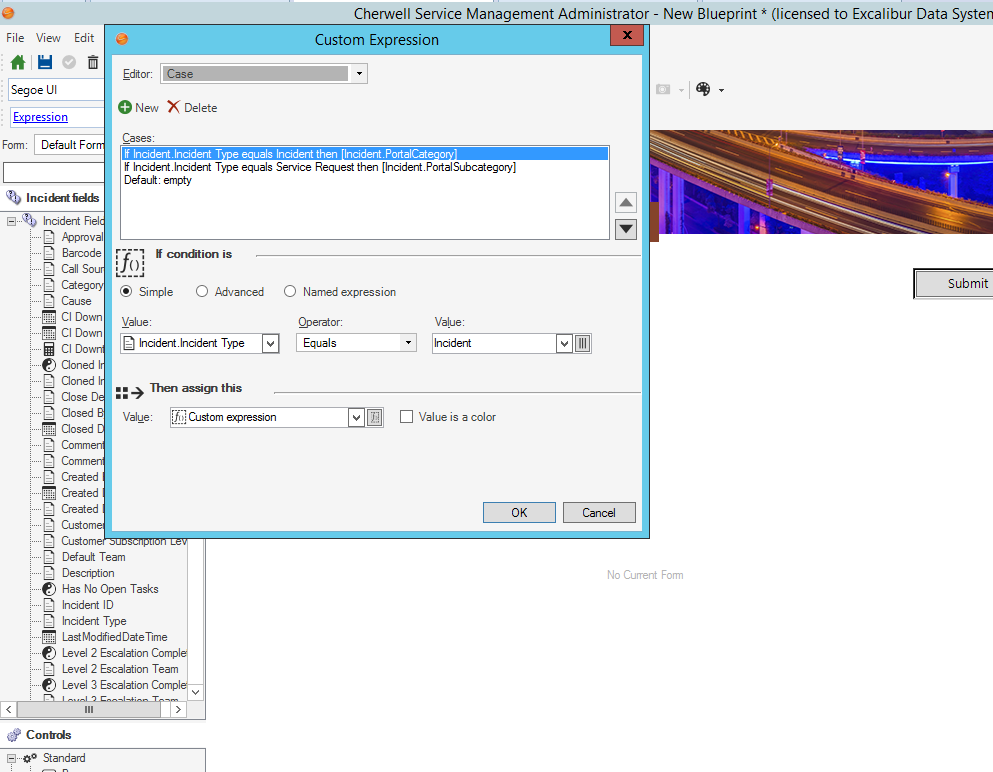 Cherwell Service Management Administrator - New Blueprint * (licensed to Excalibur Data System
File View Edit
Custom Expression
X
Segoe UI
Expression
Form: Default Form
Incident fields
Incident Field
Approval
Barcode
Call Sour
Category
Cause
CI Down
CI Down
CI Downt
Cloned In
Cloned In
Close De
Closed B
Closed D
Comment
Comment
Created
Created
Created
Customer
Customer Subscription Lev
Default Team
Description
Has No Open Tasks
Incident ID
Incident Type
LastModifiedDateTime
Level 2 Escalation Complet
Level 2 Escalation Team
Level 3 Escalation Complet
Level 3 Escalation Team
Controls
Standard
Editor: Case
New Delete
Cases:
If Incident.Incident Type equals Incident then [Incident.PortalCategory]
If Incident.Incident Type equals Service Request then [Incident.PortalSubcategory]
Default: empty
f() If condition is
Simple Advanced Named expression
Value: Operator: Value:
Incident.Incident Type Equals Incident
Then assign this
Value: Custom expression Value is a color
OK Cancel
Submit
No Current Form